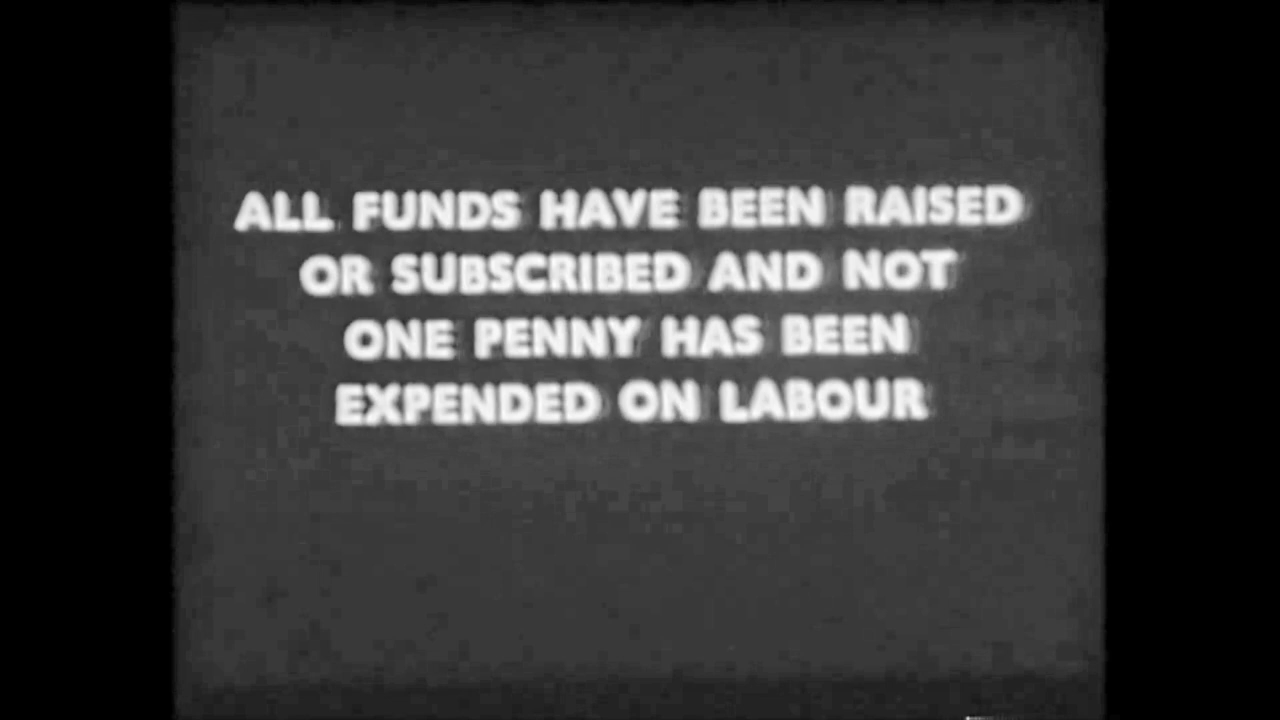 ALL FUNDS HAVE BEEN RAISED
OR SUBSCRIBED AND NOT
ONE PENNY HAS BEEN
EXPENDED ON LABOUR